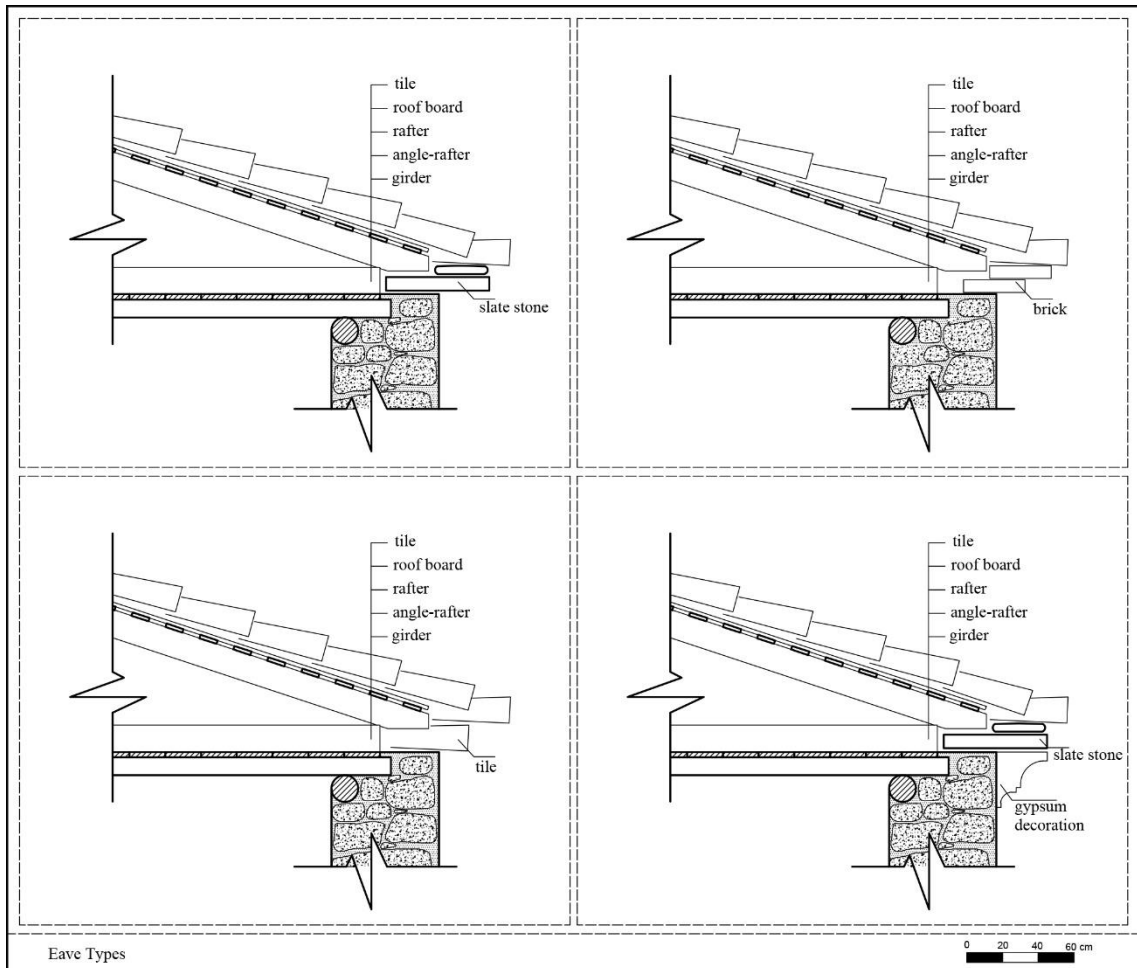 tile
roof board
rafter
angle-rafter
girder
slate stone
tile
roof board
rafter
angle-rafter
girder
brick
tile
roof board
rafter
angle-rafter
girder
tile
tile
roof board
rafter
angle-rafter
girder
slate stone
gypsum
decoration
Eave Types
0 20 40 60 cm